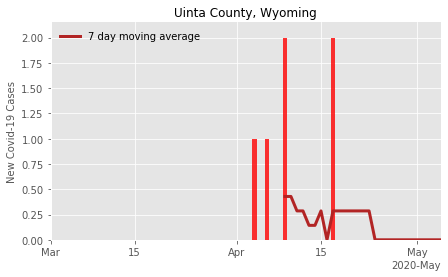 Uinta County, Wyoming
7 day moving average
New Covid-19 Cases
2.00
1.75
1.50
1.25
1.00
0.75
0.50
0.25
0.00
Mar
15
Apr
15
May
2020-May